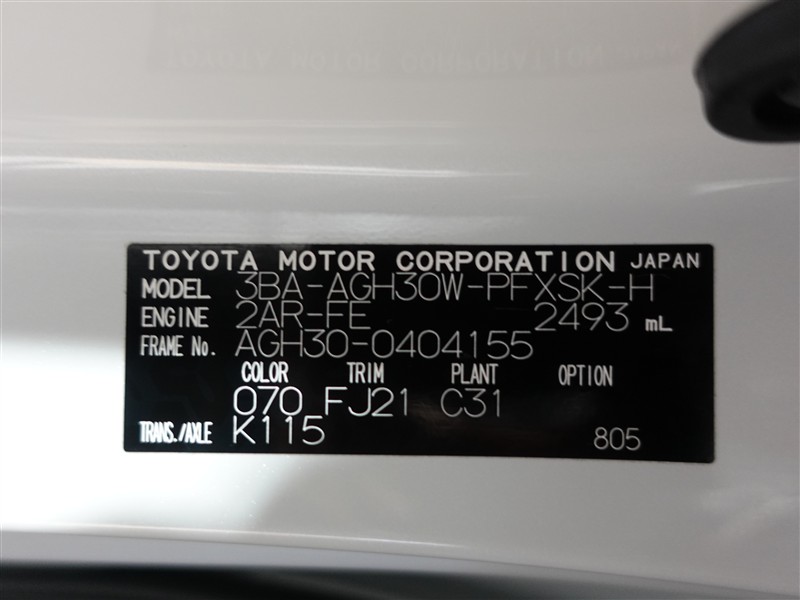 TOYOTA MOTOR CORPORATION JAPAN
MODEL 3BA-AGH30W-PFXSK-H
ENGINE 2AR-FE 2493 mL
FRAME No. AGH30-0404155
COLOR TRIM PLANT OPTION
070 FJ21 C31
TRANS./AXLE K115 805